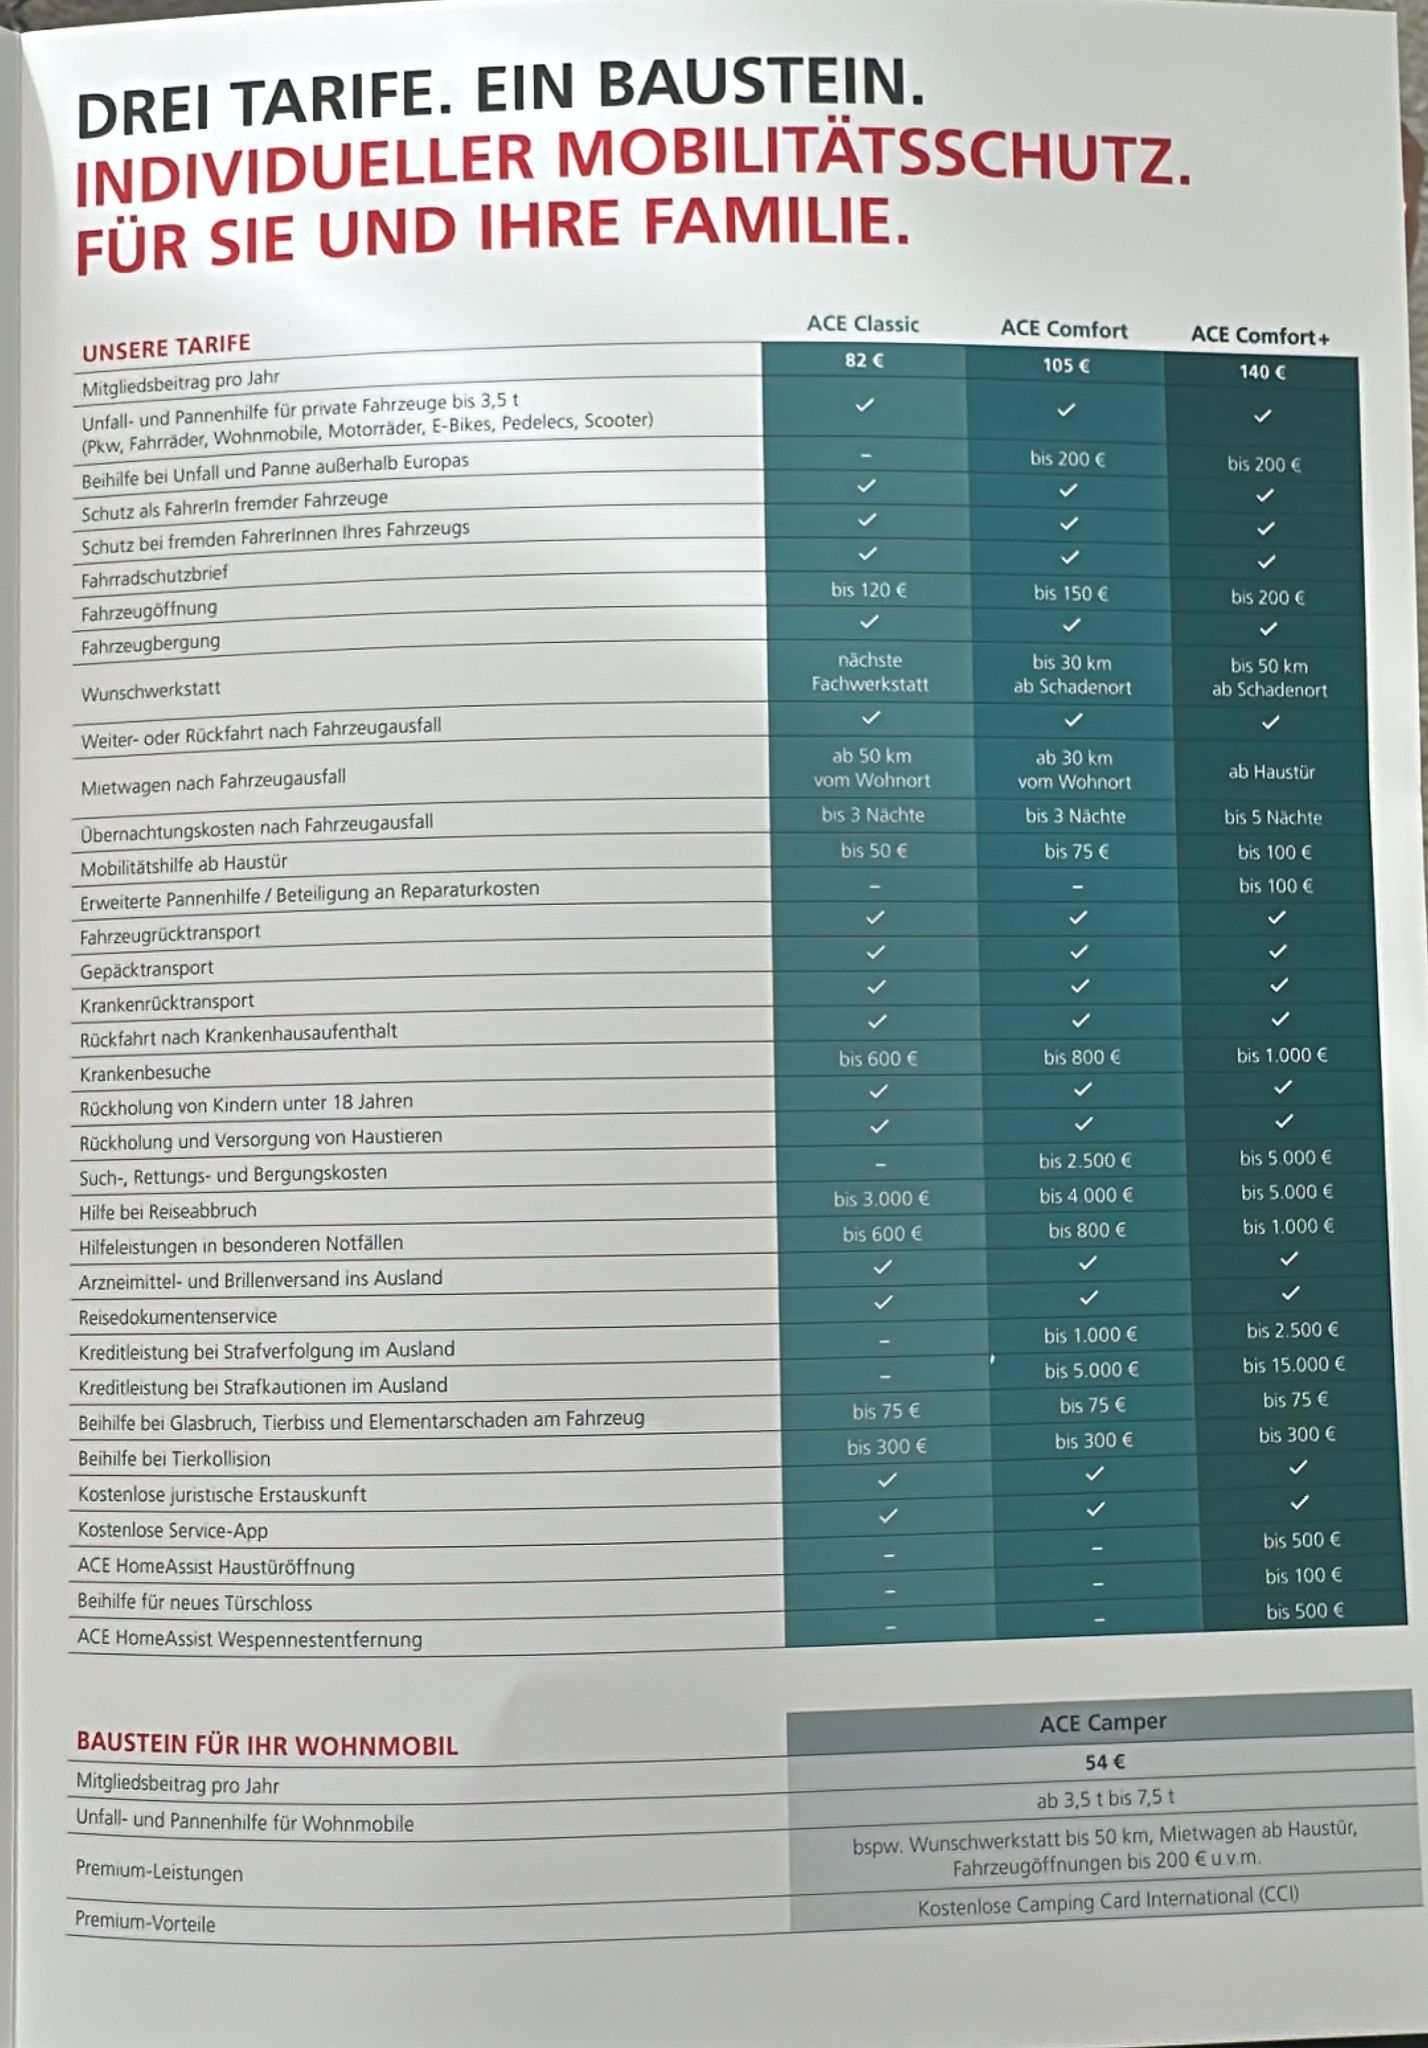 DREI TARIFE. EIN BAUSTEIN.
INDIVIDUELLER MOBILITÄTSSCHUTZ.
FÜR SIE UND IHRE FAMILIE.
UNSERE TARIFE ACE Classic ACE Comfort ACE Comfort+
Mitgliedsbeitrag pro Jahr 82 € 105 € 140 €
Unfall- und Pannenhilfe für private Fahrzeuge bis 3,5 t ✓ ✓ ✓
(Pkw, Fahrräder, Wohnmobile, Motorräder, E-Bikes, Pedelecs, Scooter)
Beihilfe bei Unfall und Panne außerhalb Europas – bis 200 € bis 200 €
Schutz als FahrerIn fremder Fahrzeuge ✓ ✓ ✓
Schutz bei fremden FahrerInnen Ihres Fahrzeugs ✓ ✓ ✓
Fahrradschutzbrief ✓ ✓ ✓
Fahrzeugöffnung bis 120 € bis 150 € bis 200 €
Fahrzeugbergung ✓ ✓ ✓
Wunschwerkstatt nächste Fachwerkstatt bis 30 km ab Schadenort bis 50 km ab Schadenort
Weiter- oder Rückfahrt nach Fahrzeugausfall ✓ ✓ ✓
Mietwagen nach Fahrzeugausfall ab 50 km vom Wohnort ab 30 km vom Wohnort ab Haustür
Übernachtungskosten nach Fahrzeugausfall bis 3 Nächte bis 3 Nächte bis 5 Nächte
Mobilitätshilfe ab Haustür bis 50 € bis 75 € bis 100 €
Erweiterte Pannenhilfe / Beteiligung an Reparaturkosten – – bis 100 €
Fahrzeugrücktransport ✓ ✓ ✓
Gepäcktransport ✓ ✓ ✓
Krankenrücktransport ✓ ✓ ✓
Rückfahrt nach Krankenhausaufenthalt ✓ ✓ ✓
Krankenbesuche bis 600 € bis 800 € bis 1.000 €
Rückholung von Kindern unter 18 Jahren ✓ ✓ ✓
Rückholung und Versorgung von Haustieren ✓ ✓ ✓
Such-, Rettungs- und Bergungskosten – bis 2.500 € bis 5.000 €
Hilfe bei Reiseabbruch bis 3.000 € bis 4.000 € bis 5.000 €
Hilfeleistungen in besonderen Notfällen bis 600 € bis 800 € bis 1.000 €
Arzneimittel- und Brillenversand ins Ausland ✓ ✓ ✓
Reisedokumentenservice ✓ ✓ ✓
Kreditleistung bei Strafverfolgung im Ausland – bis 1.000 € bis 2.500 €
Kreditleistung bei Strafkautionen im Ausland – bis 5.000 € bis 15.000 €
Beihilfe bei Glasbruch, Tierbiss und Elementarschaden am Fahrzeug bis 75 € bis 75 € bis 75 €
Beihilfe bei Tierkollision bis 300 € bis 300 € bis 300 €
Kostenlose juristische Erstauskunft ✓ ✓ ✓
Kostenlose Service-App ✓ ✓ ✓
ACE HomeAssist Haustüröffnung – – bis 500 €
Beihilfe für neues Türschloss – – bis 100 €
ACE HomeAssist Wespennestentfernung – – bis 500 €
BAUSTEIN FÜR IHR WOHNMOBIL ACE Camper
Mitgliedsbeitrag pro Jahr 54 €
Unfall- und Pannenhilfe für Wohnmobile ab 3,5 t bis 7,5 t
Premium-Leistungen bspw. Wunschwerkstatt bis 50 km, Mietwagen ab Haustür,
Fahrzeugöffnungen bis 200 € u.v.m.
Premium-Vorteile Kostenlose Camping Card International (CCI)